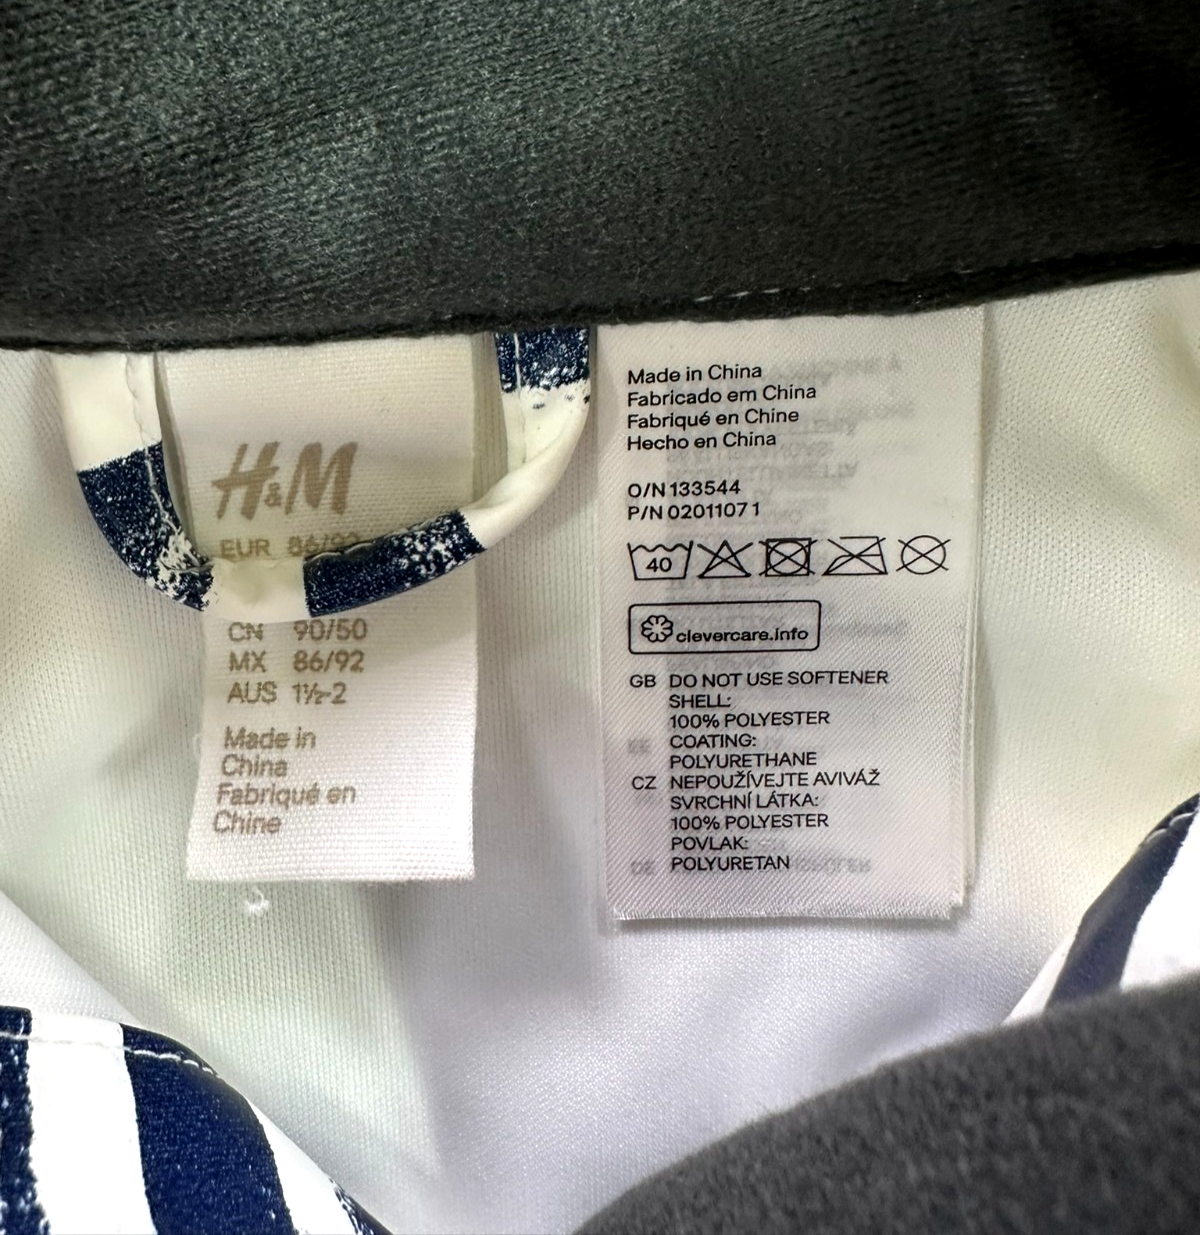 H&M
EUR 86/92
CN 90/50
MX 86/92
AUS 1½-2
Made in
China
Fabriqué en
Chine
Made in China
Fabricado em China
Fabriqué en Chine
Hecho en China
O/N 133544
P/N 02011071
40
clevercare.info
GB DO NOT USE SOFTENER
SHELL:
100% POLYESTER
COATING:
POLYURETHANE
CZ NEPOUŽÍVEJTE AVIVÁŽ
SVRCHNÍ LÁTKA:
100% POLYESTER
POVLAK:
POLYURETAN